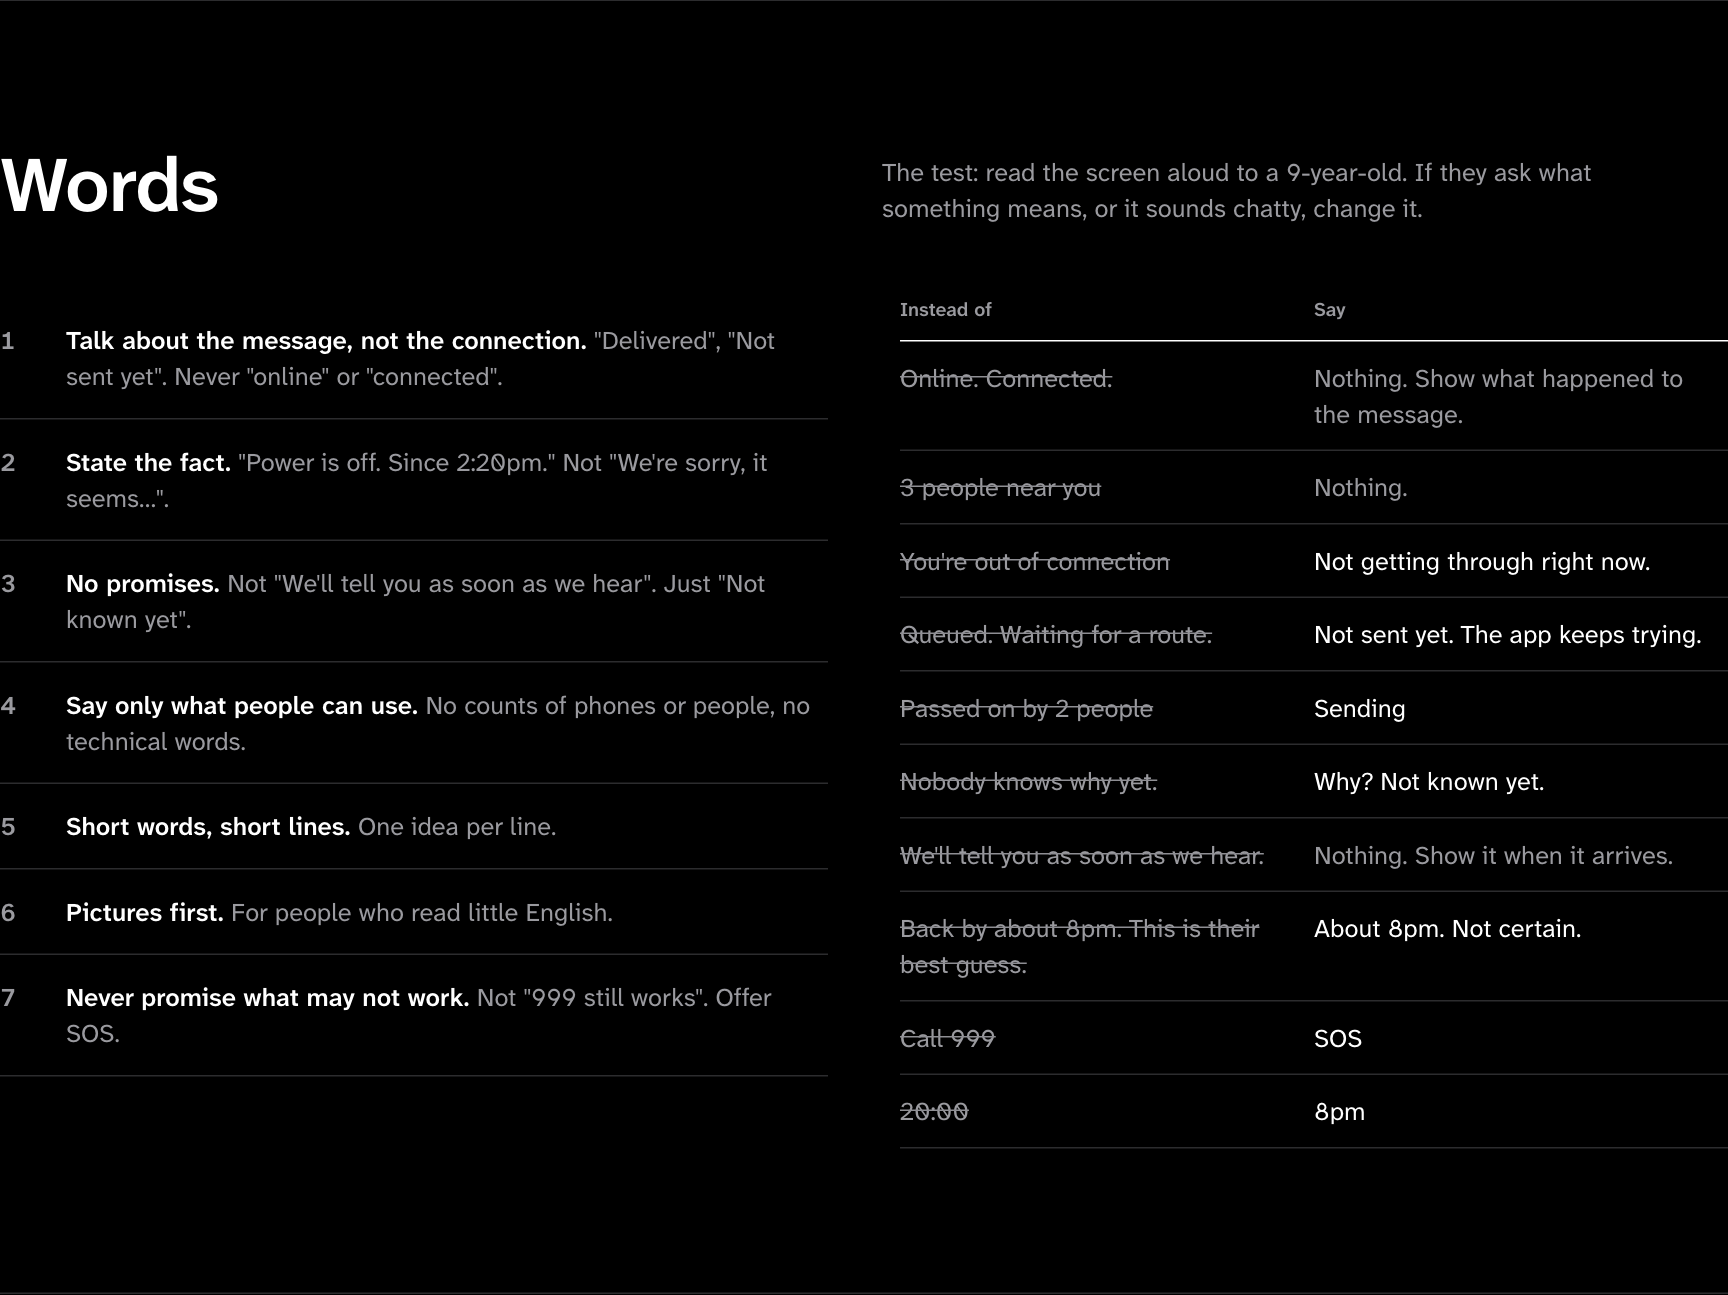 Words
The test: read the screen aloud to a 9-year-old. If they ask what
something means, or it sounds chatty, change it.
1 Talk about the message, not the connection. "Delivered", "Not
sent yet". Never "online" or "connected".
2 State the fact. "Power is off. Since 2:20pm." Not "We're sorry, it
seems...".
3 No promises. Not "We'll tell you as soon as we hear". Just "Not
known yet".
4 Say only what people can use. No counts of phones or people, no
technical words.
5 Short words, short lines. One idea per line.
6 Pictures first. For people who read little English.
7 Never promise what may not work. Not "999 still works". Offer
SOS.
Instead of Say
Online. Connected. Nothing. Show what happened to
the message.
3 people near you Nothing.
You're out of connection Not getting through right now.
Queued. Waiting for a route. Not sent yet. The app keeps trying.
Passed on by 2 people Sending
Nobody knows why yet. Why? Not known yet.
We'll tell you as soon as we hear. Nothing. Show it when it arrives.
Back by about 8pm. This is their About 8pm. Not certain.
best guess.
Call 999 SOS
20:00 8pm